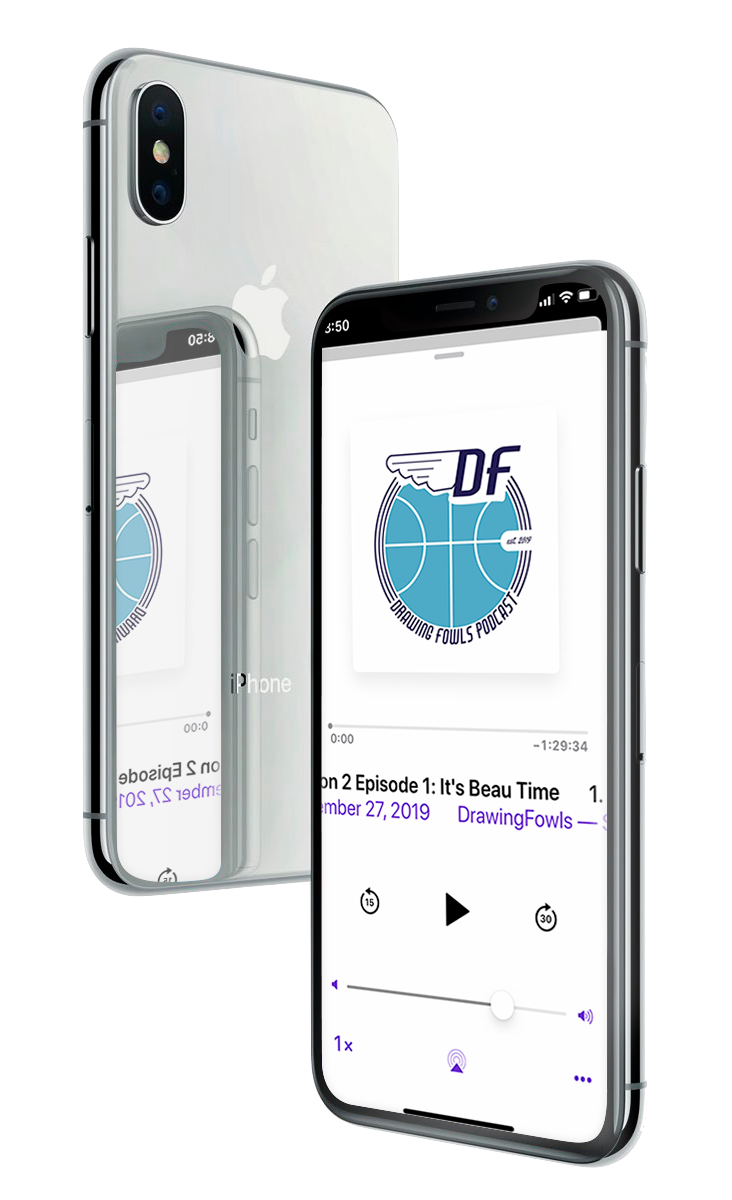 3:50
DF
est. 2019
DRAWING FOWLS PODCAST
0:00
-1:29:34
on 2 Episode 1: It's Beau Time 1.
ember 27, 2019 DrawingFowls —
15
30
1x
8:50
iPhone
0:00
on 2 Episode
ember 27, 201
15